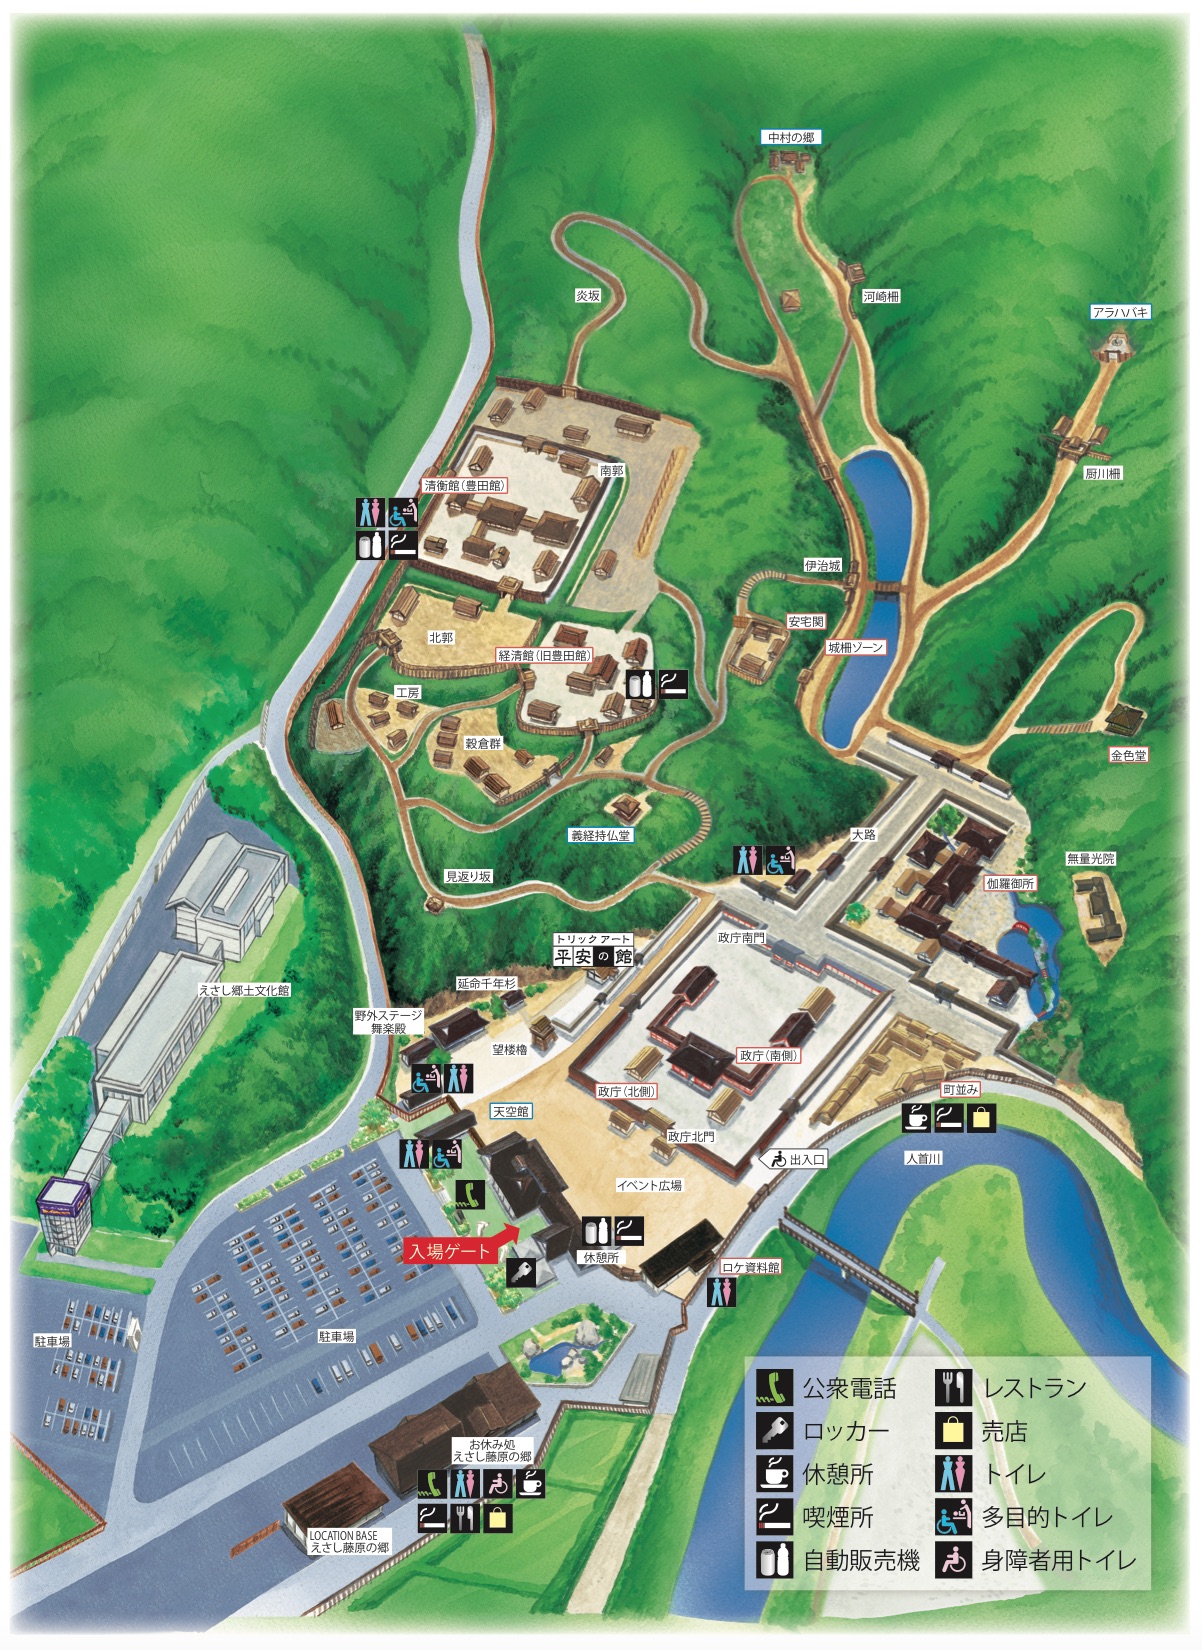 中村の郷
炎坂
河崎柵
アラハバキ
南郭
厨川柵
清衡館(豊田館)
伊治城
安宅関
北郭
城柵ゾーン
経清館(旧豊田館)
工房
穀倉群
金色堂
義経持仏堂
大路
無量光院
見返り坂
伽羅御所
政庁南門
トリックアート
平安の館
延命千年杉
えさし郷土文化館
野外ステージ
舞楽殿
望楼櫓
政庁(南側)
政庁(北側)
町並み
天空館
政庁北門
出入口
人首川
イベント広場
入場ゲート
休憩所
ロケ資料館
駐車場
駐車場
お休み処
えさし藤原の郷
LOCATION BASE
えさし藤原の郷
公衆電話
ロッカー
休憩所
喫煙所
自動販売機
レストラン
売店
トイレ
多目的トイレ
身障者用トイレ